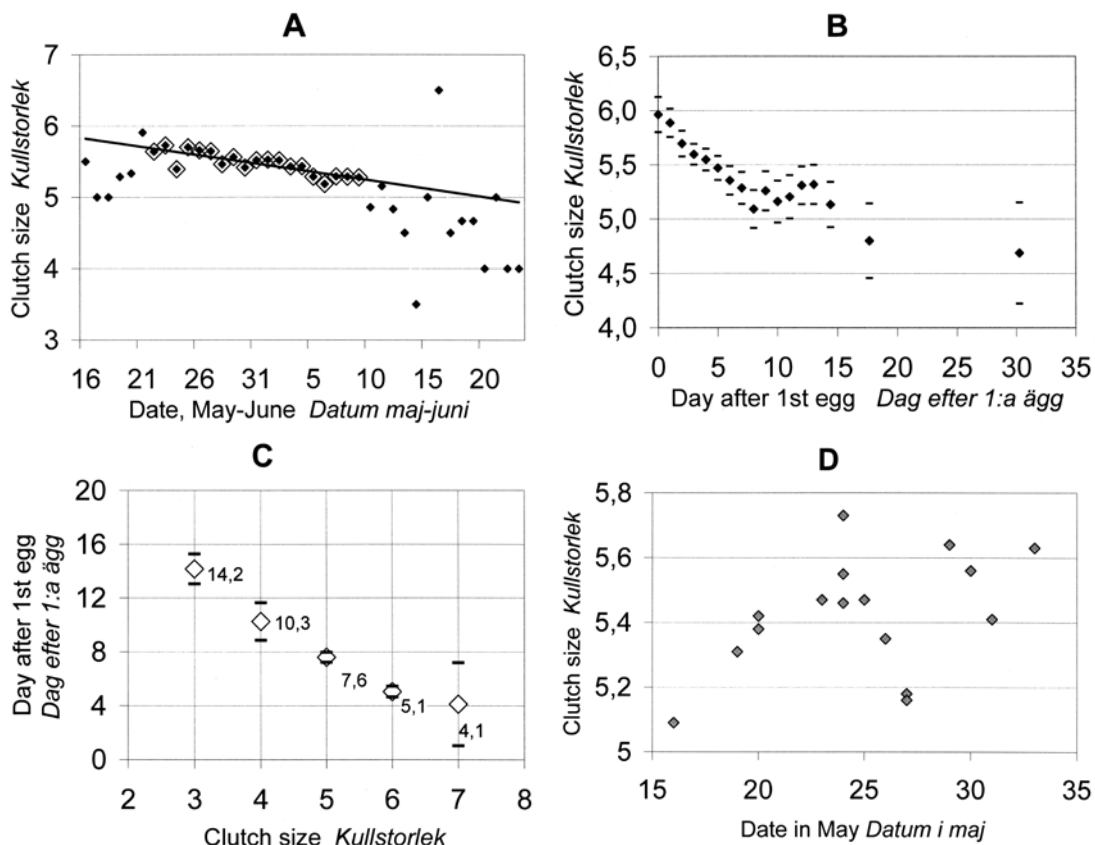 A
Clutch size Kullstorlek
7
6
5
4
3
16 21 26 31 5 10 15 20
Date, May-June Datum maj-juni
B
Clutch size Kullstorlek
6,5
6,0
5,5
5,0
4,5
4,0
0 5 10 15 20 25 30 35
Day after 1st egg Dag efter 1:a ägg
C
Day after 1st egg
Dag efter 1:a ägg
20
16
12
8
4
0
14,2
10,3
7,6
5,1
4,1
2 3 4 5 6 7 8
Clutch size Kullstorlek
D
Clutch size Kullstorlek
5,8
5,6
5,4
5,2
5
15 20 25 30 35
Date in May Datum i maj